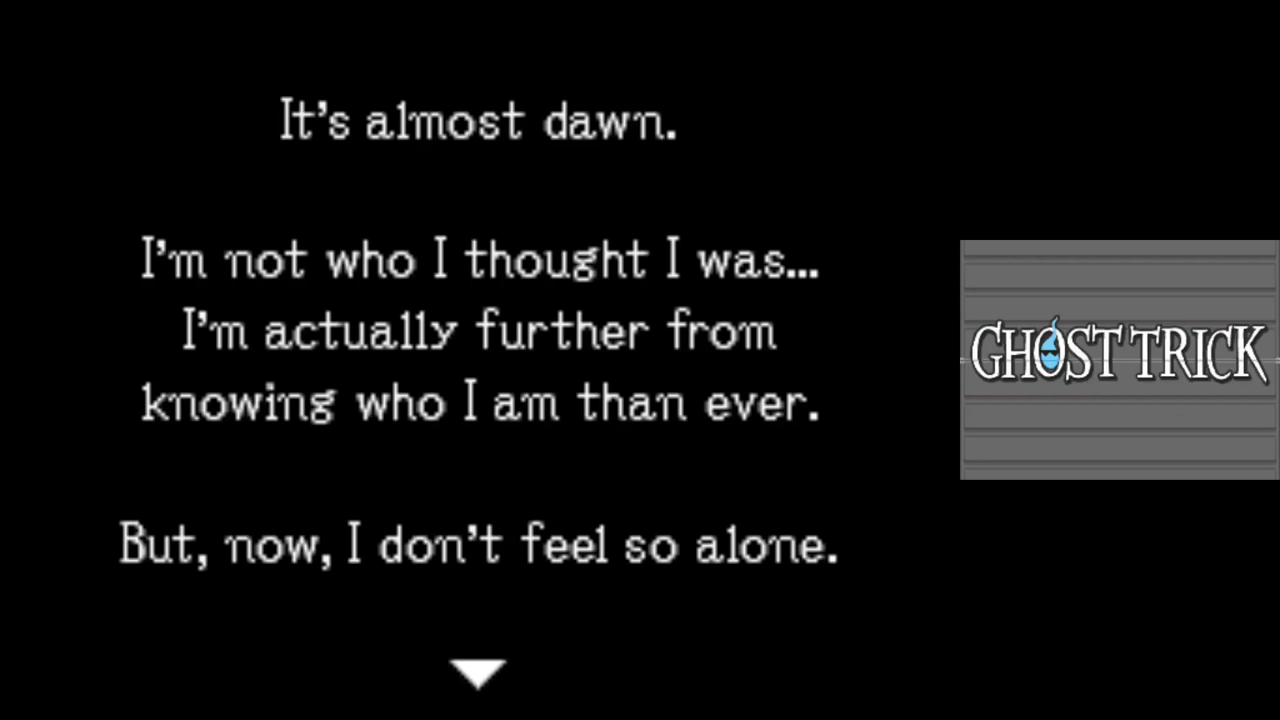 It's almost dawn.
I'm not who I thought I was...
I'm actually further from
knowing who I am than ever.
But, now, I don't feel so alone.
GHOST TRICK